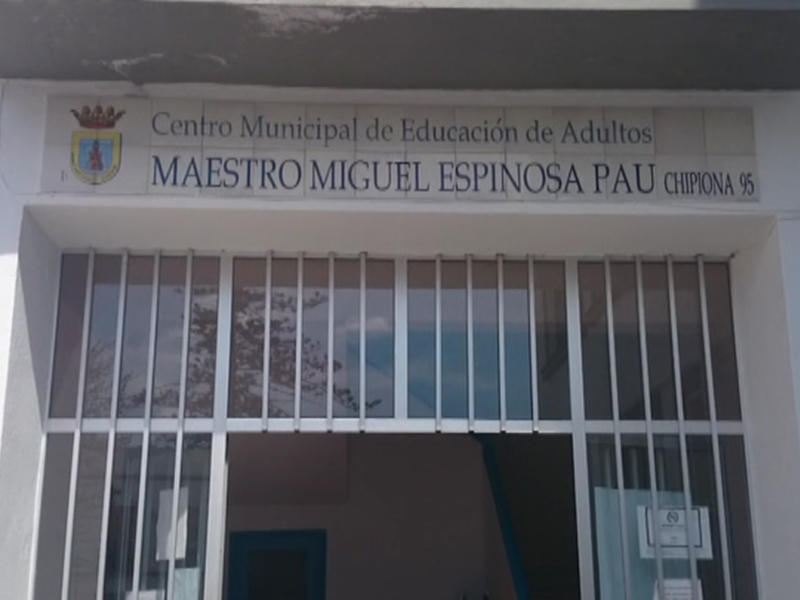 Centro Municipal de Educación de Adultos
MAESTRO MIGUEL ESPINOSA PAU CHIPIONA 95